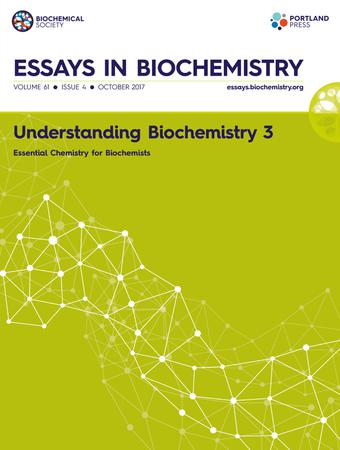 BIOCHEMICAL
SOCIETY
PORTLAND
PRESS
ESSAYS IN BIOCHEMISTRY
VOLUME 61 ● ISSUE 4 ● OCTOBER 2017
essays.biochemistry.org
Understanding Biochemistry 3
Essential Chemistry for Biochemists